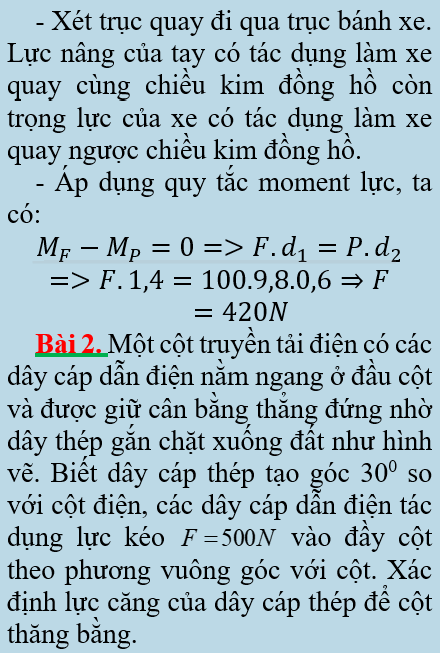 - Xét trục quay đi qua trục bánh xe.
Lực nâng của tay có tác dụng làm xe
quay cùng chiều kim đồng hồ còn
trọng lực của xe có tác dụng làm xe
quay ngược chiều kim đồng hồ.
- Áp dụng quy tắc moment lực, ta
có:
M_F − M_P = 0 => F.d₁ = P.d₂
=> F.1,4 = 100.9,8.0,6 ⇒ F
= 420N
Bài 2. Một cột truyền tải điện có các
dây cáp dẫn điện nằm ngang ở đầu cột
và được giữ cân bằng thẳng đứng nhờ
dây thép gắn chặt xuống đất như hình
vẽ. Biết dây cáp thép tạo góc 30⁰ so
với cột điện, các dây cáp dẫn điện tác
dụng lực kéo F = 500N vào đầy cột
theo phương vuông góc với cột. Xác
định lực căng của dây cáp thép để cột
thăng bằng.